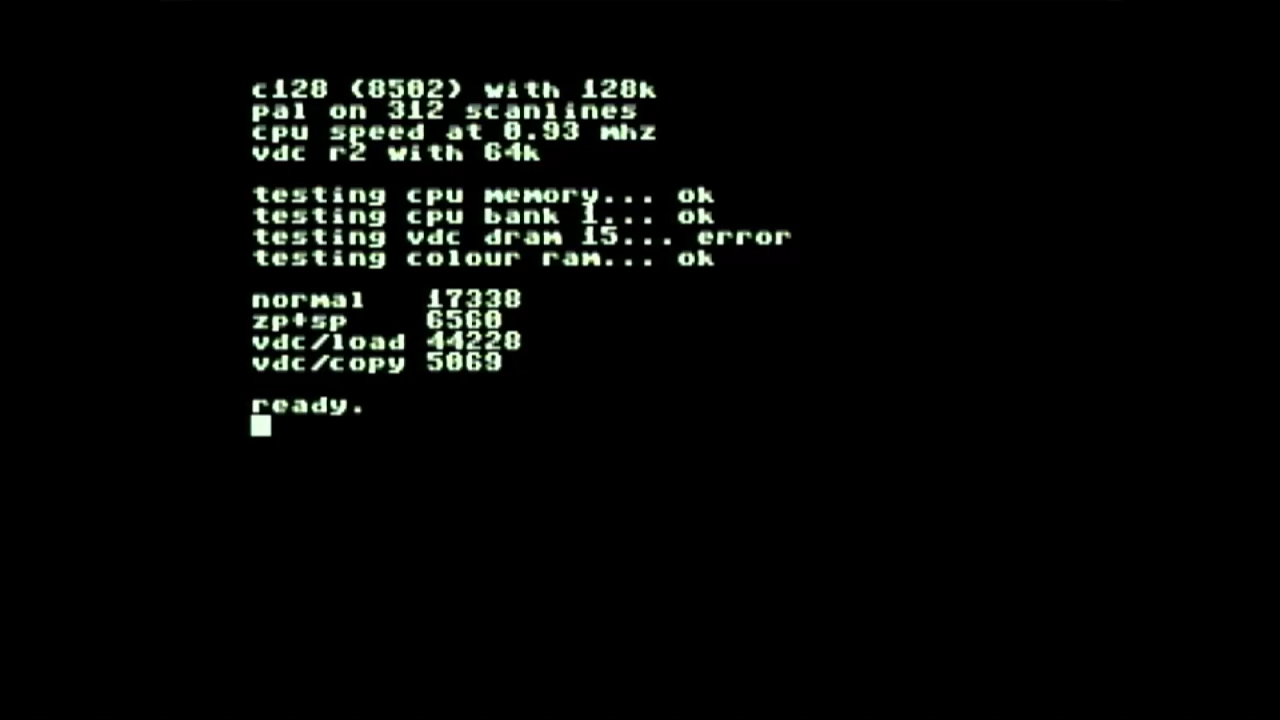 c128 (8502) with 128k
pal on 312 scanlines
cpu speed at 0.93 mhz
vdc r2 with 64k
testing cpu memory... ok
testing cpu bank 1... ok
testing vdc dram 15... error
testing colour ram... ok
normal 17338
zp+sp 6560
vdc/load 44228
vdc/copy 5069
ready.